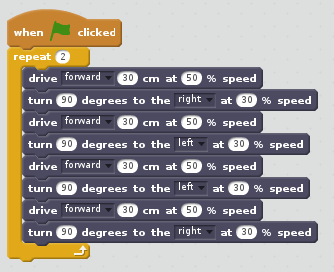 when clicked
repeat 2
drive forward 30 cm at 50 % speed
turn 90 degrees to the right at 30 % speed
drive forward 30 cm at 50 % speed
turn 90 degrees to the left at 30 % speed
drive forward 30 cm at 50 % speed
turn 90 degrees to the left at 30 % speed
drive forward 30 cm at 50 % speed
turn 90 degrees to the right at 30 % speed